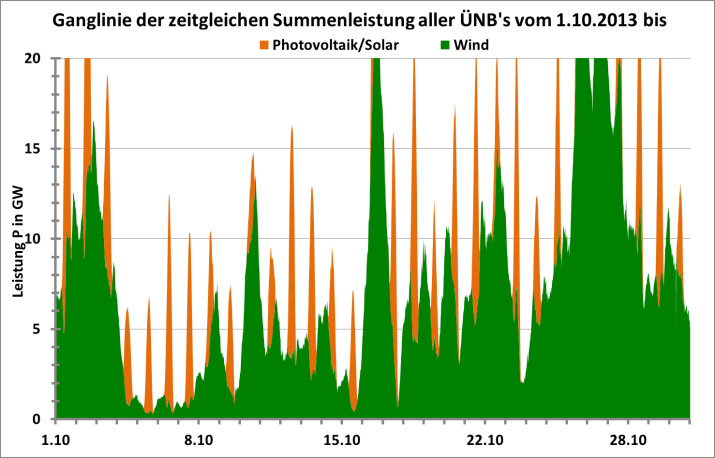 Ganglinie der zeitgleichen Summenleistung aller ÜNB's vom 1.10.2013 bis
Photovoltaik/Solar Wind
Leistung P in GW
20
15
10
5
0
1.10 8.10 15.10 22.10 28.10